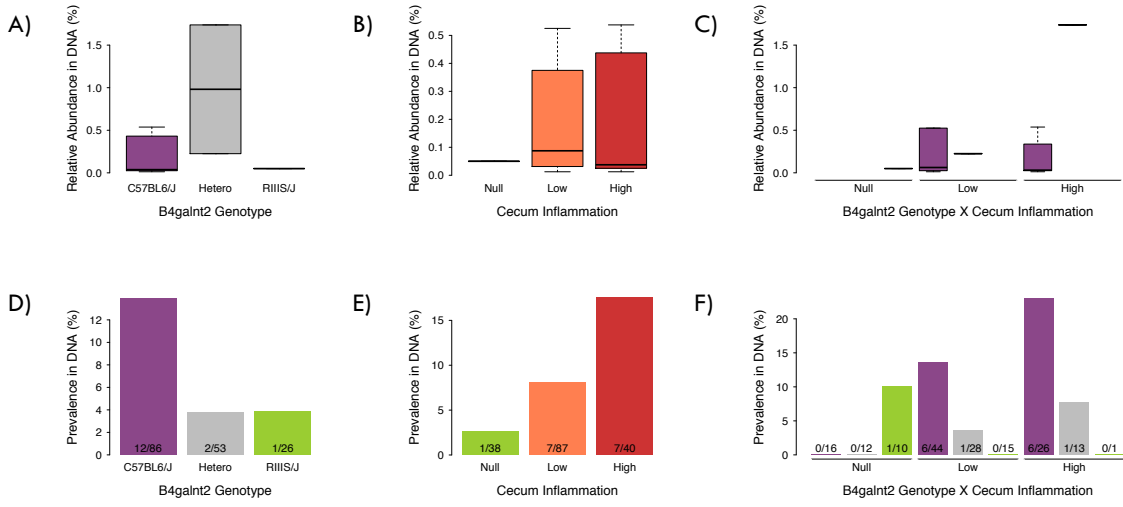 A)
Relative Abundance in DNA (%)
1.5
1.0
0.5
0.0
C57BL6/J Hetero RIIIS/J
B4galnt2 Genotype
B)
Relative Abundance in DNA (%)
0.5
0.4
0.3
0.2
0.1
0.0
Null Low High
Cecum Inflammation
C)
Relative Abundance in DNA (%)
1.5
1.0
0.5
0.0
Null Low High
B4galnt2 Genotype X Cecum Inflammation
D)
Prevalence in DNA (%)
12
10
8
6
4
2
0
12/86 2/53 1/26
C57BL6/J Hetero RIIIS/J
B4galnt2 Genotype
E)
Prevalence in DNA (%)
15
10
5
0
1/38 7/87 7/40
Null Low High
Cecum Inflammation
F)
Prevalence in DNA (%)
20
15
10
5
0
0/16 0/12 1/10 6/44 1/28 0/15 6/26 1/13 0/1
Null Low High
B4galnt2 Genotype X Cecum Inflammation